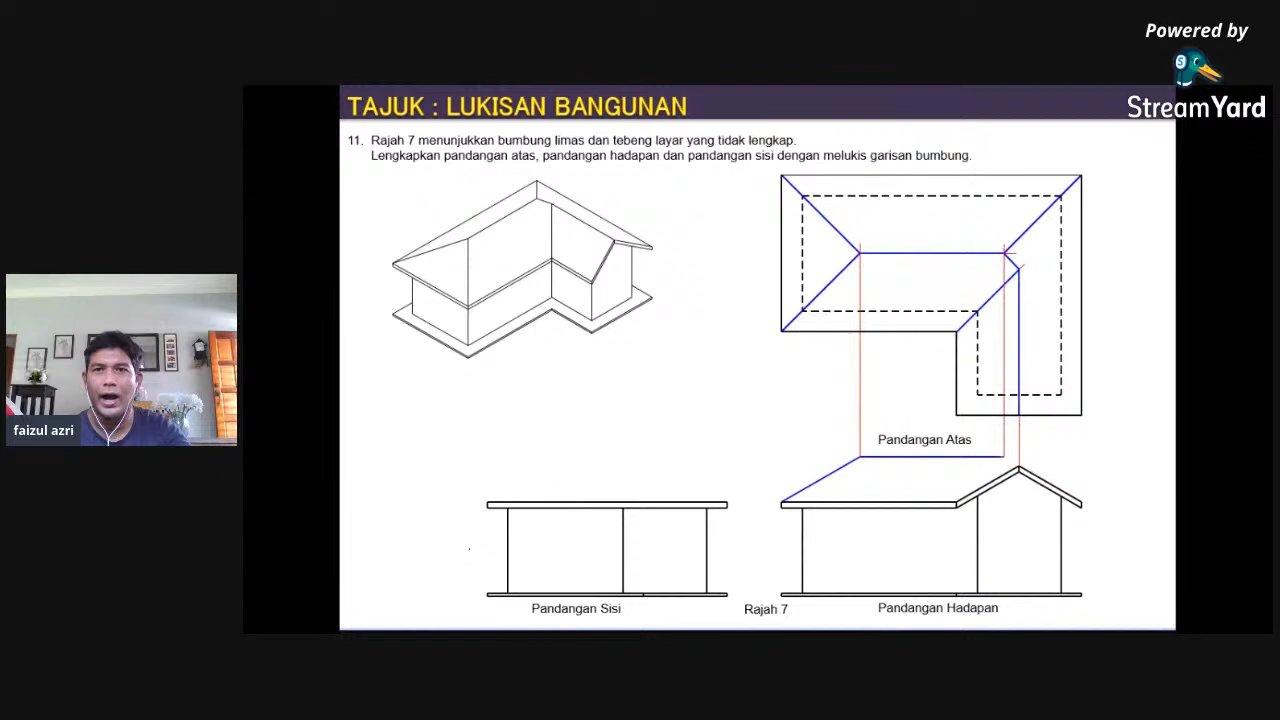 Powered by
StreamYard
TAJUK : LUKISAN BANGUNAN
11. Rajah 7 menunjukkan bumbung limas dan tebeng layar yang tidak lengkap.
Lengkapkan pandangan atas, pandangan hadapan dan pandangan sisi dengan melukis garisan bumbung.
faizul azri
Pandangan Atas
Pandangan Sisi
Rajah 7
Pandangan Hadapan